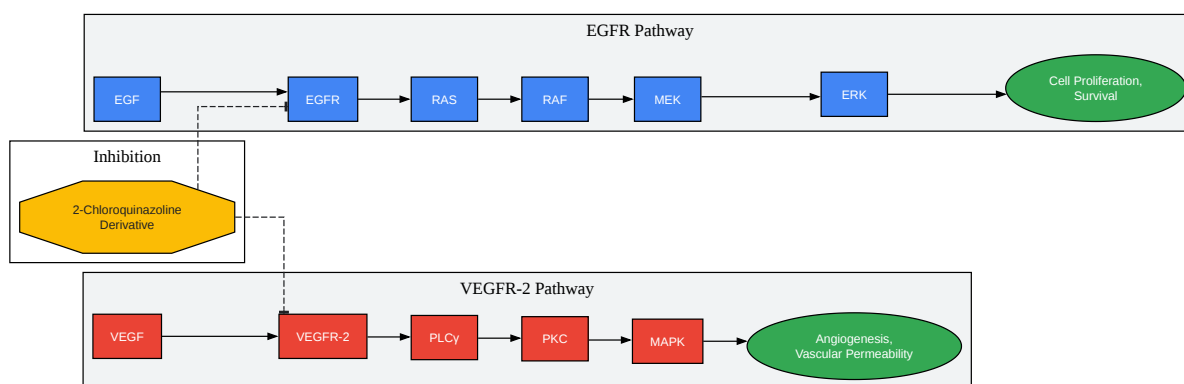 EGFR Pathway
EGF
EGFR
RAS
RAF
MEK
ERK
Cell Proliferation,
Survival
Inhibition
2-Chloroquinazoline
Derivative
VEGFR-2 Pathway
VEGF
VEGFR-2
PLCγ
PKC
MAPK
Angiogenesis,
Vascular Permeability